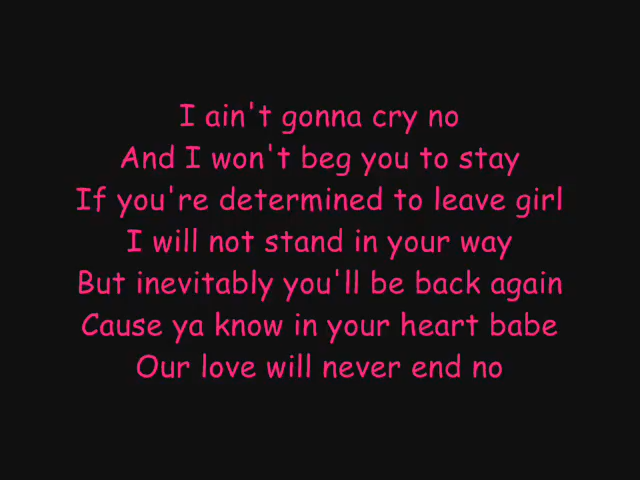 I ain't gonna cry no
And I won't beg you to stay
If you're determined to leave girl
I will not stand in your way
But inevitably you'll be back again
Cause ya know in your heart babe
Our love will never end no